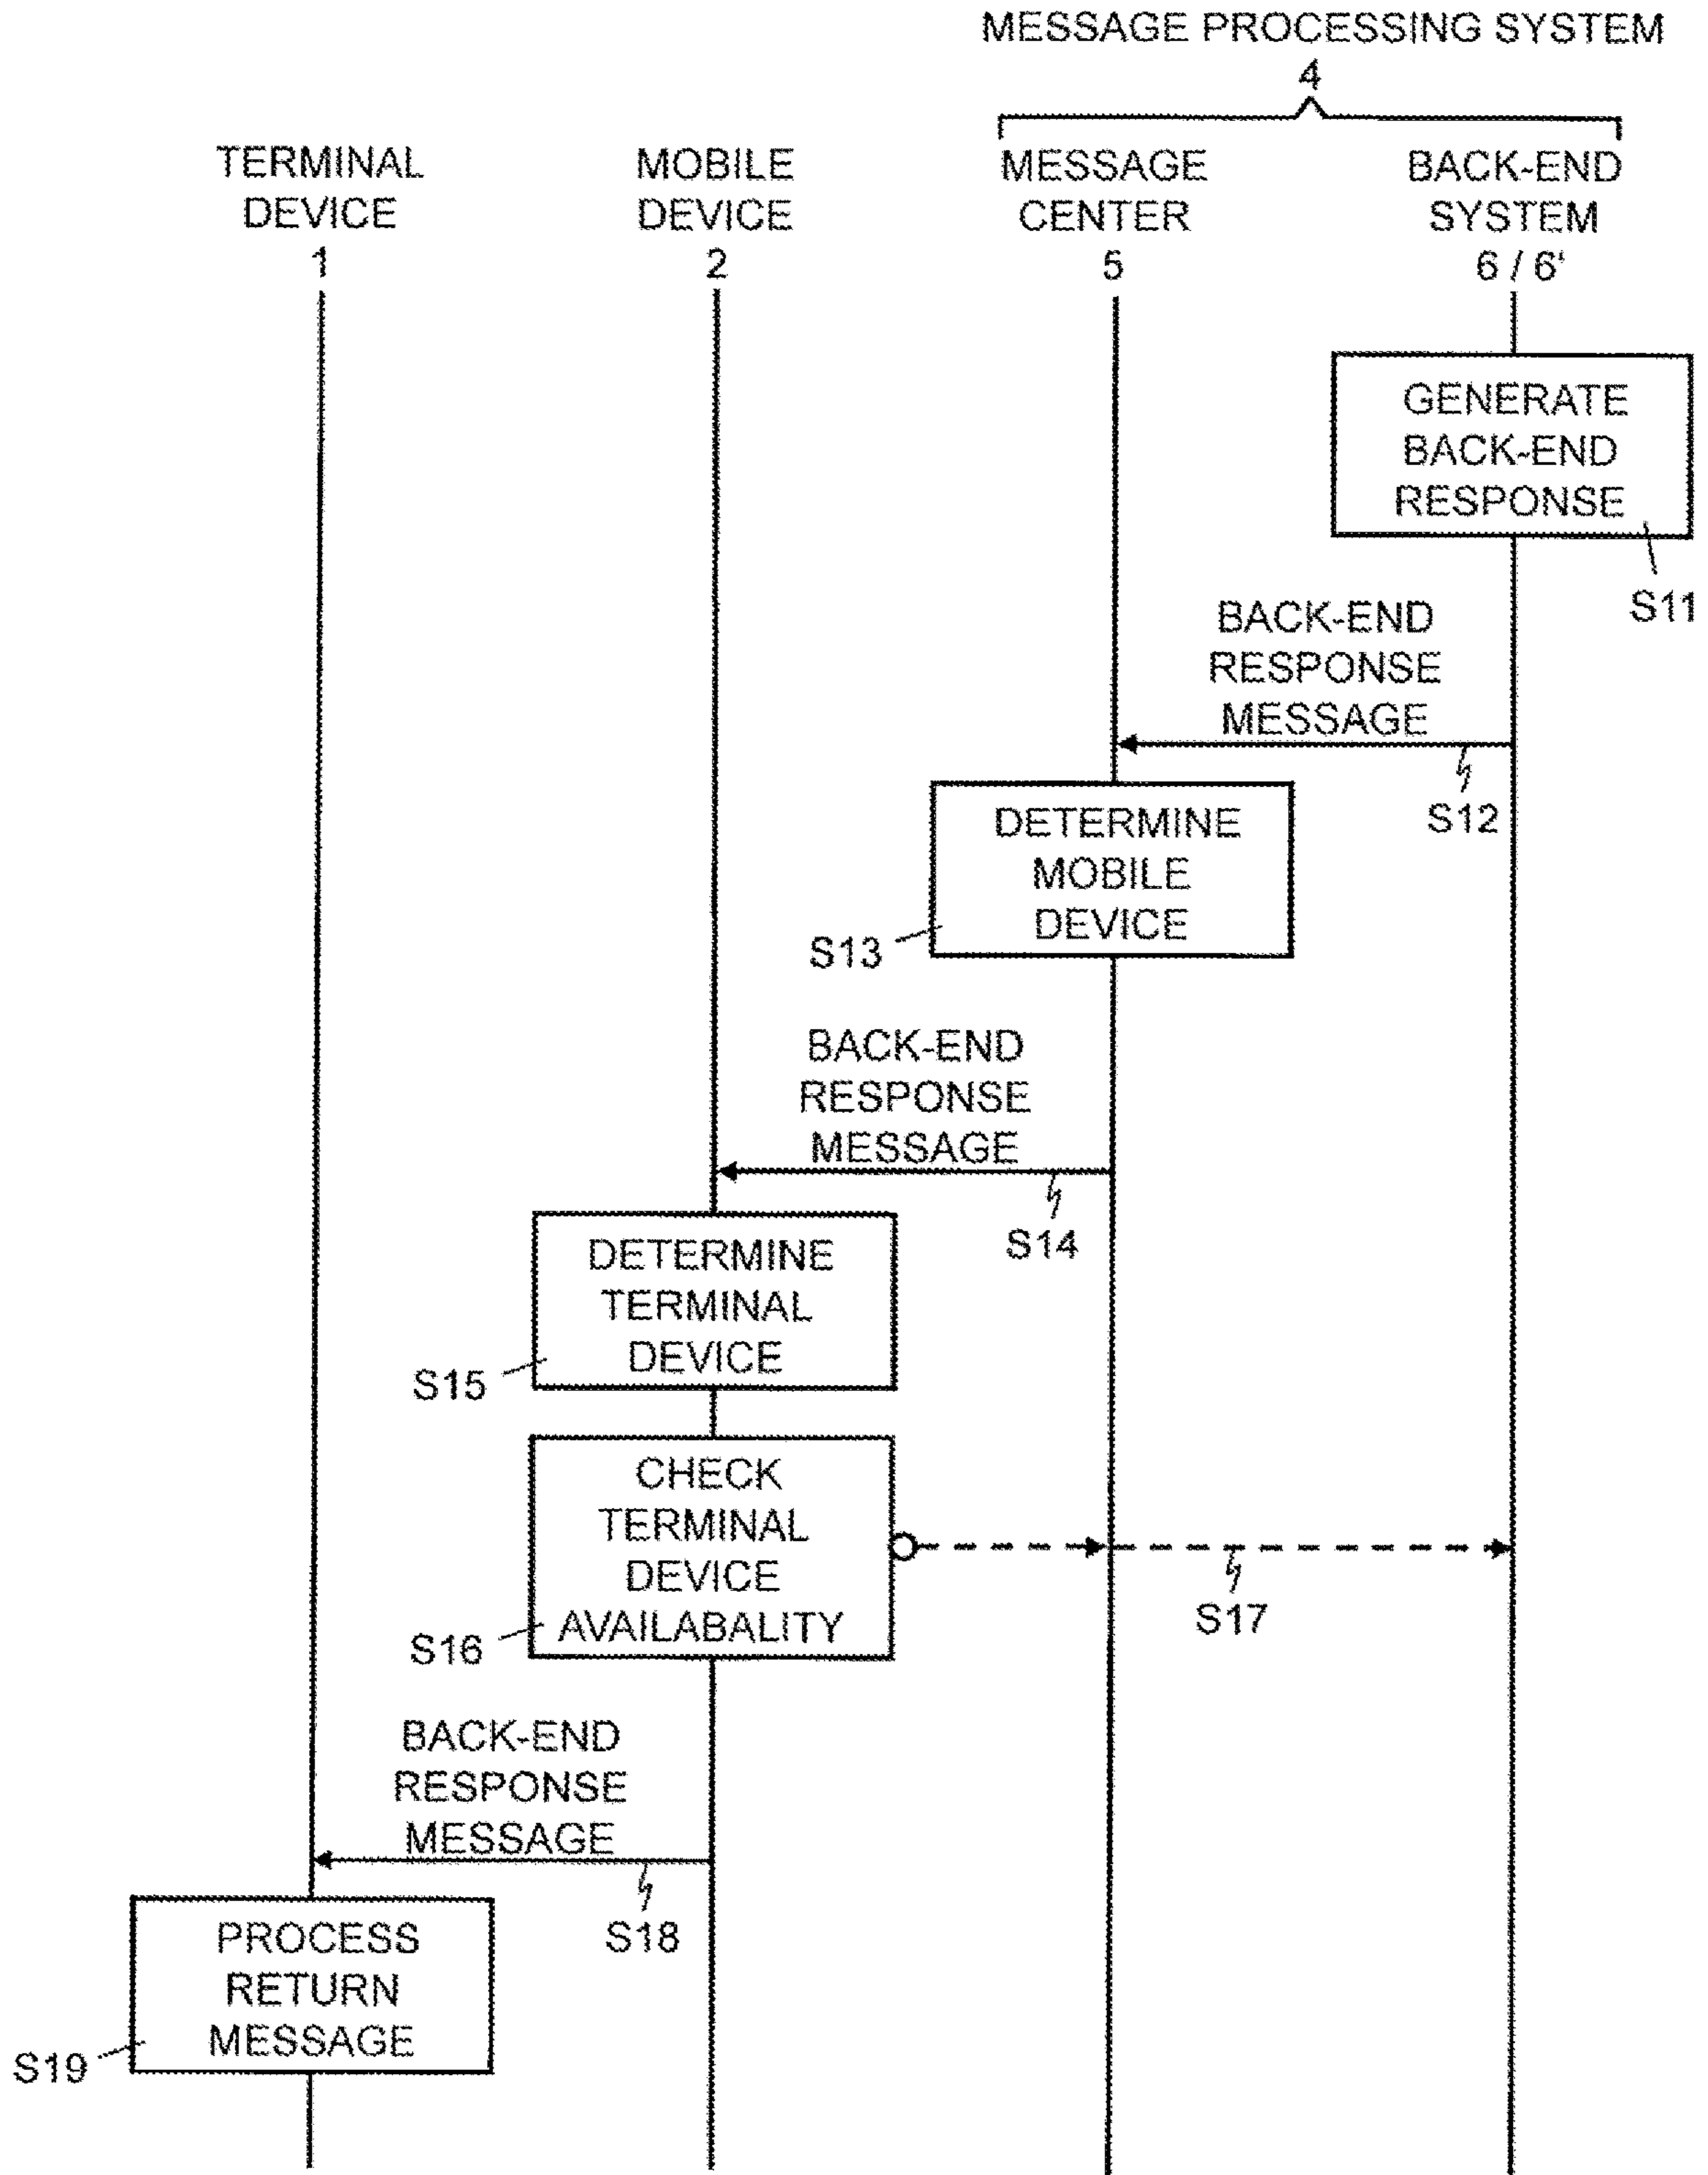 MESSAGE PROCESSING SYSTEM
4
TERMINAL
DEVICE
1
MOBILE
DEVICE
2
MESSAGE
CENTER
5
BACK-END
SYSTEM
6 / 6'
GENERATE
BACK-END
RESPONSE
S11
BACK-END
RESPONSE
MESSAGE
S12
DETERMINE
MOBILE
DEVICE
S13
BACK-END
RESPONSE
MESSAGE
S14
DETERMINE
TERMINAL
DEVICE
S15
CHECK
TERMINAL
DEVICE
AVAILABALITY
S16
S17
BACK-END
RESPONSE
MESSAGE
S18
PROCESS
RETURN
MESSAGE
S19